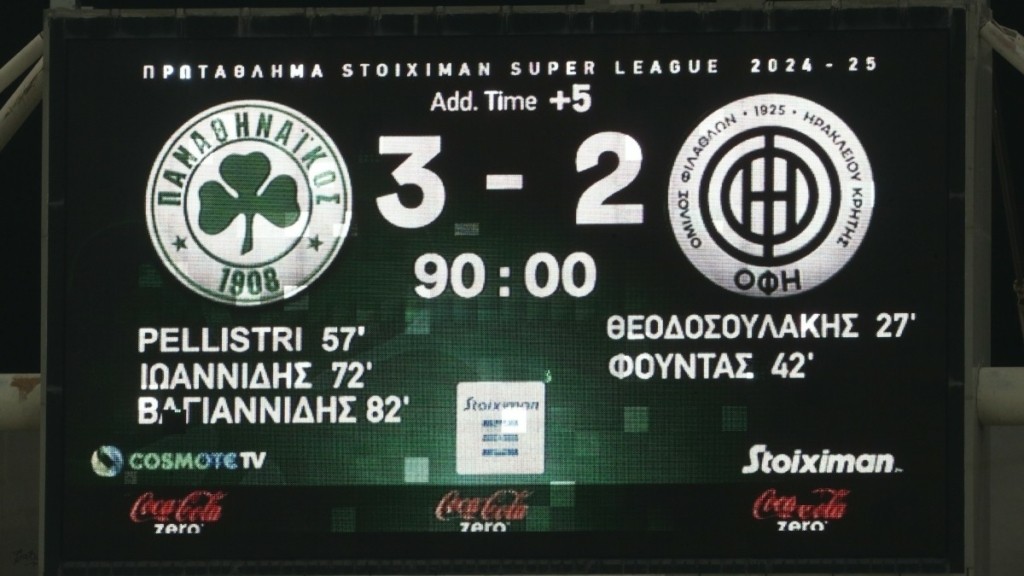 ΠΡΩΤΑΘΛΗΜΑ STOIXIMAN SUPER LEAGUE 2024 - 25
Add. Time +5
ΠΑΝΑΘΗΝΑΪΚΟΣ
1908
3 - 2
ΟΜΙΛΟΣ ΦΙΛΑΘΛΩΝ • 1925 • ΗΡΑΚΛΕΙΟΥ ΚΡΗΤΗΣ
ΟΦΗ
90 : 00
PELLISTRI 57'
ΙΩΑΝΝΙΔΗΣ 72'
ΒΑΓΙΑΝΝΙΔΗΣ 82'
ΘΕΟΔΟΣΟΥΛΑΚΗΣ 27'
ΦΟΥΝΤΑΣ 42'
Stoiximan
COSMOTE TV
Stoiximan
Coca-Cola zero
Coca-Cola zero
Coca-Cola zero